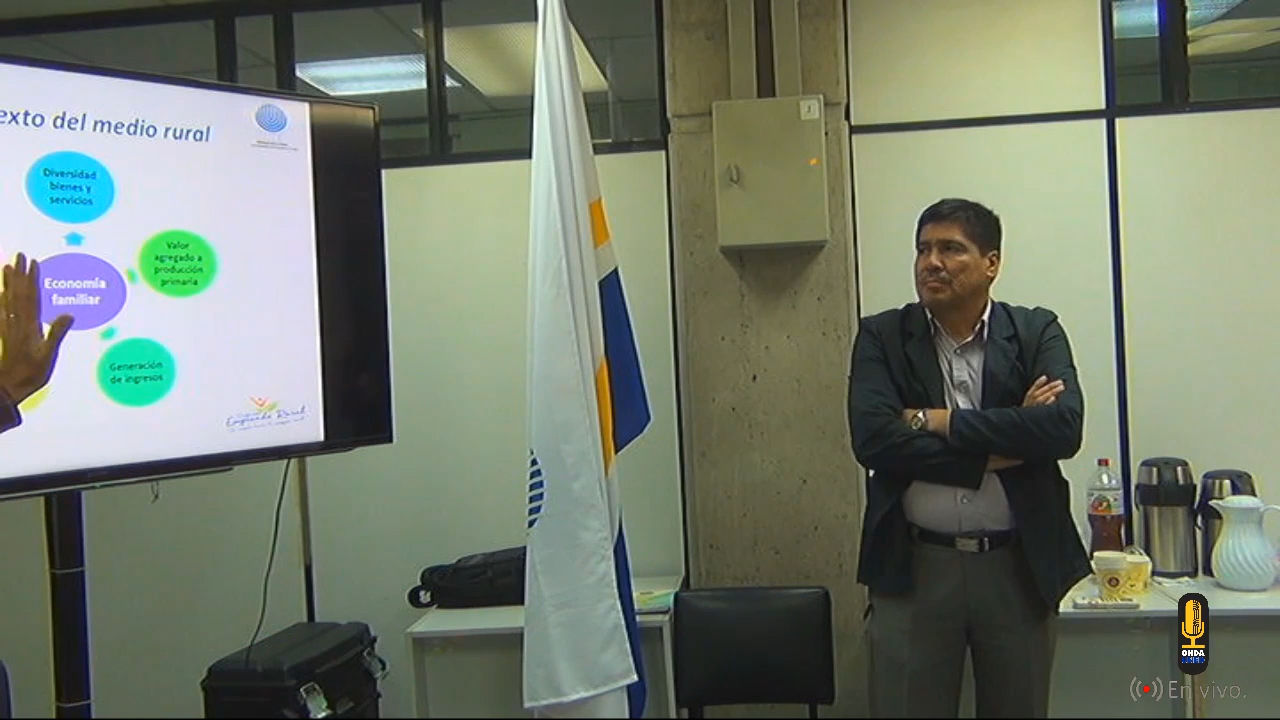 exto del medio rural
Diversidad
bienes y
servicios
Valor
agregado a
producción
primaria
Economía
familiar
Generación
de ingresos
Emprende Rural
ONDA
En vivo.